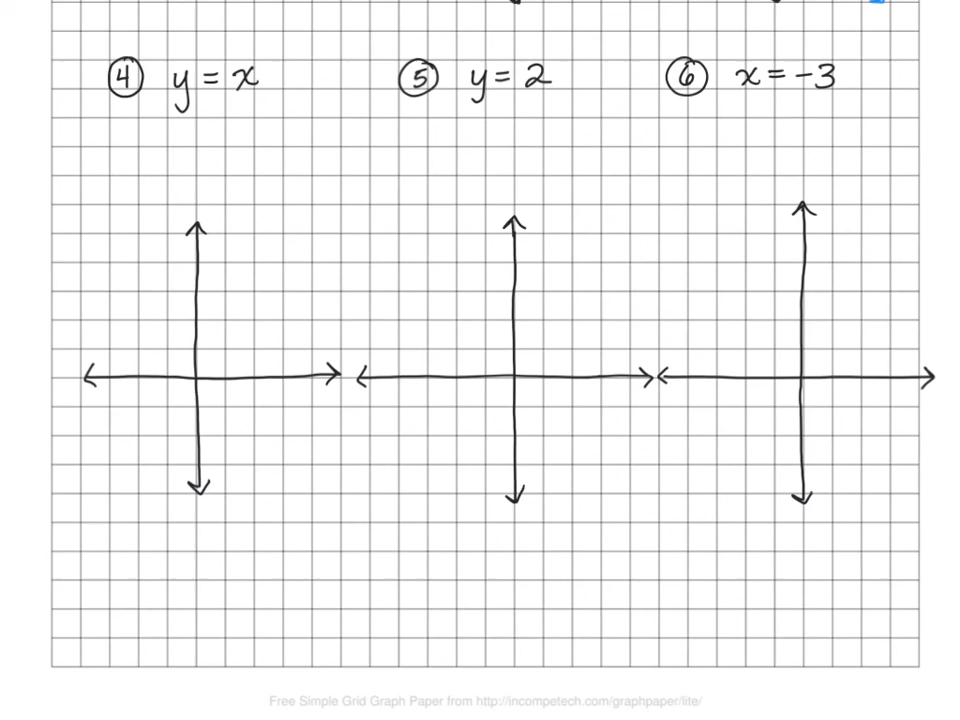 ④ y = x ⑤ y = 2 ⑥ x = -3
Free Simple Grid Graph Paper from http://incompetech.com/graphpaper/lite/